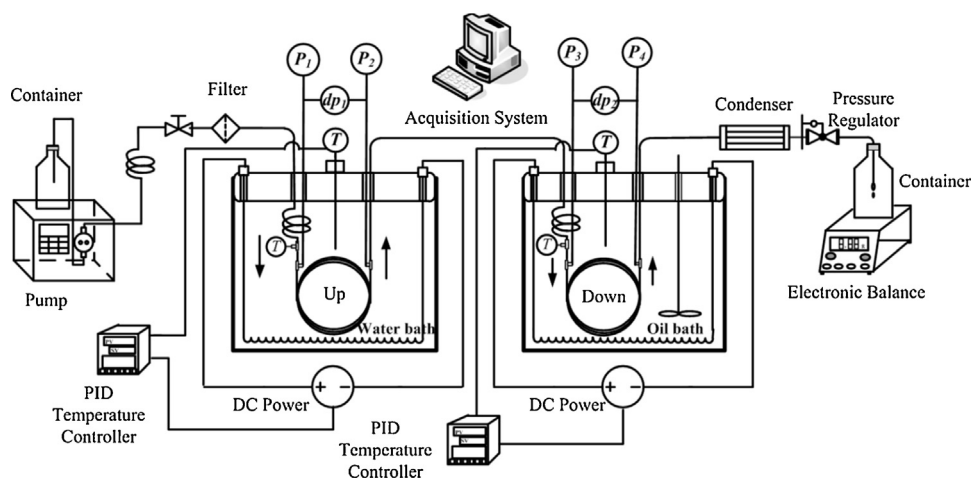 P1
P2
P3
P4
dp1
dp2
T
T
T
T
Container
Filter
Acquisition System
Condenser
Pressure
Regulator
Container
Pump
Up
Water bath
Down
Oil bath
Electronic Balance
PID
Temperature
Controller
DC Power
+ −
PID
Temperature
Controller
DC Power
+ −